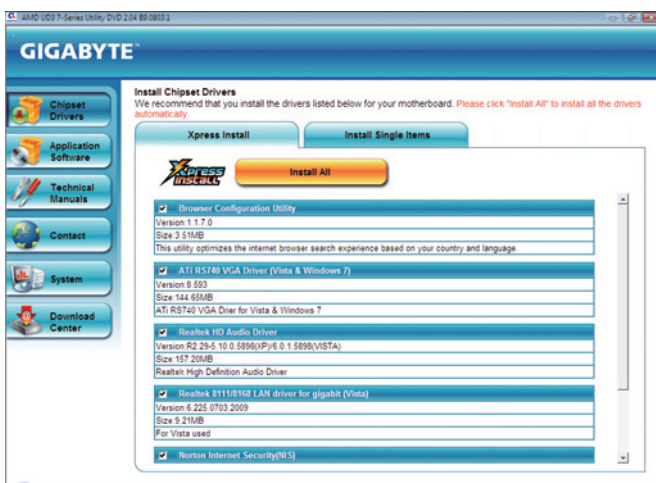 AMD UD3 7-Series Utility DVD 2.04 B9.0803.1
GIGABYTE™
Chipset
Drivers
Application
Software
Technical
Manuals
Contact
System
Download
Center
Install Chipset Drivers
We recommend that you install the drivers listed below for your motherboard. Please click "Install All" to install all the drivers
automatically.
Xpress Install
Install Single Items
Xpress
INSTALL
Install All
Browser Configuration Utility
Version:1.1.7.0
Size:3.51MB
This utility optimizes the internet browser search experience based on your country and language.
ATi RS740 VGA Driver (Vista & Windows 7)
Version:8.593
Size:144.65MB
ATi RS740 VGA Drier for Vista & Windows 7
Realtek HD Audio Driver
Version:R2.29-5.10.0.5898(XP)/6.0.1.5898(VISTA)
Size:157.20MB
Realtek High Definition Audio Driver
Realtek 8111/8168 LAN driver for gigabit (Vista)
Version:6.225.0703.2009
Size:9.21MB
For Vista used
Norton Internet Security(NIS)